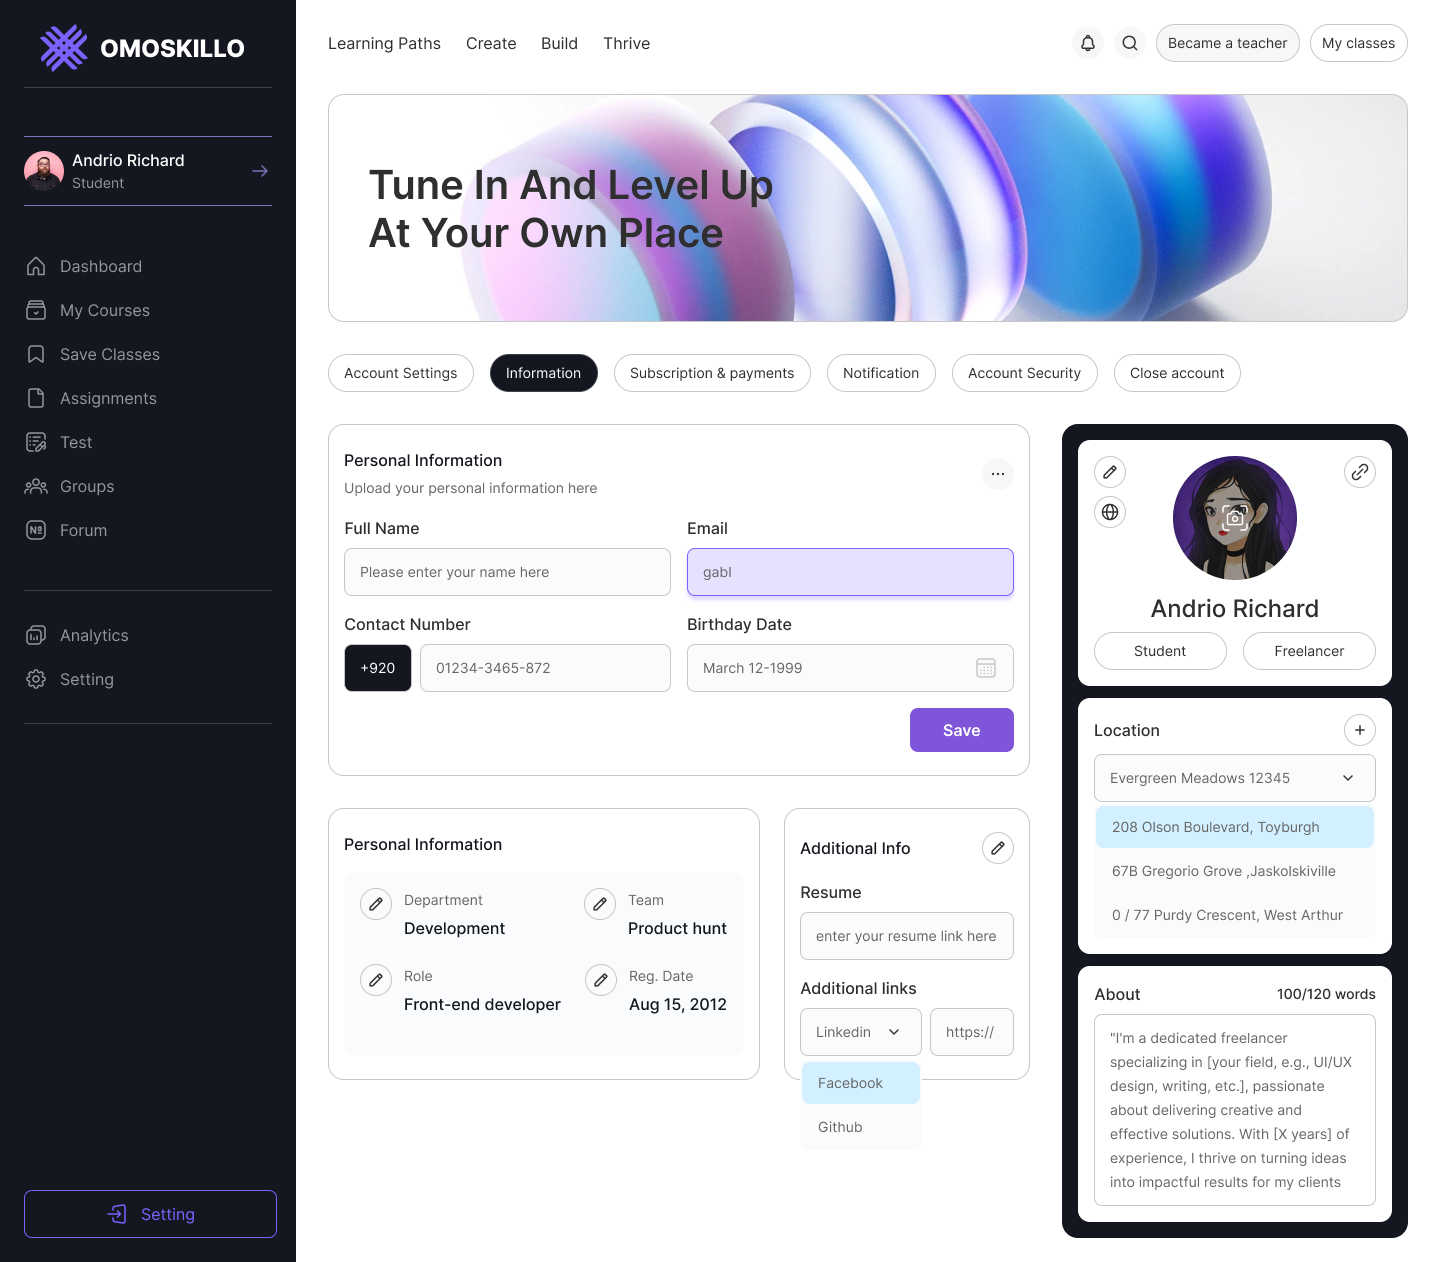 OMOSKILLO
Andrio Richard
Student
Dashboard
My Courses
Save Classes
Assignments
Test
Groups
Forum
Analytics
Setting
Setting
Learning Paths
Create
Build
Thrive
Became a teacher
My classes
Tune In And Level Up
At Your Own Place
Account Settings
Information
Subscription & payments
Notification
Account Security
Close account
Personal Information
Upload your personal information here
Full Name
Please enter your name here
Email
gabl
Contact Number
+920
01234-3465-872
Birthday Date
March 12-1999
Save
Personal Information
Department
Development
Team
Product hunt
Role
Front-end developer
Reg. Date
Aug 15, 2012
Additional Info
Resume
enter your resume link here
Additional links
Linkedin
https://
Facebook
Github
Andrio Richard
Student
Freelancer
Location
Evergreen Meadows 12345
208 Olson Boulevard, Toyburgh
67B Gregorio Grove ,Jaskolskiville
0 / 77 Purdy Crescent, West Arthur
About
100/120 words
"I'm a dedicated freelancer
specializing in [your field, e.g., UI/UX
design, writing, etc.], passionate
about delivering creative and
effective solutions. With [X years] of
experience, I thrive on turning ideas
into impactful results for my clients